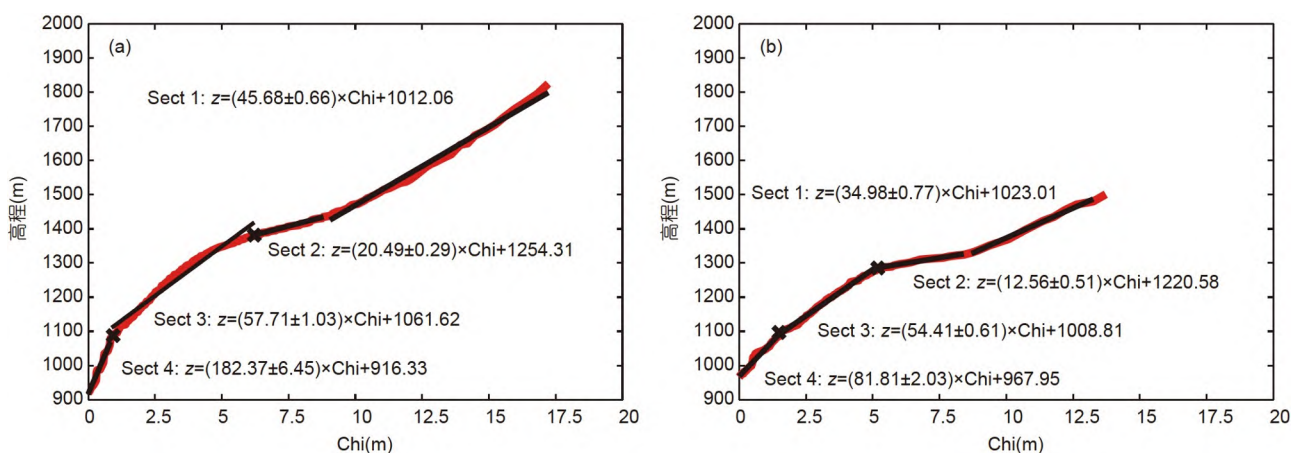 2000
1900
1800
1700
1600
1500
1400
1300
1200
1100
1000
900
高程(m)
(a)
Sect 1: z=(45.68±0.66)×Chi+1012.06
Sect 2: z=(20.49±0.29)×Chi+1254.31
Sect 3: z=(57.71±1.03)×Chi+1061.62
Sect 4: z=(182.37±6.45)×Chi+916.33
0 2.5 5 7.5 10 12.5 15 17.5 20
Chi(m)
2000
1900
1800
1700
1600
1500
1400
1300
1200
1100
1000
900
高程(m)
(b)
Sect 1: z=(34.98±0.77)×Chi+1023.01
Sect 2: z=(12.56±0.51)×Chi+1220.58
Sect 3: z=(54.41±0.61)×Chi+1008.81
Sect 4: z=(81.81±2.03)×Chi+967.95
0 2.5 5 7.5 10 12.5 15 17.5 20
Chi(m)